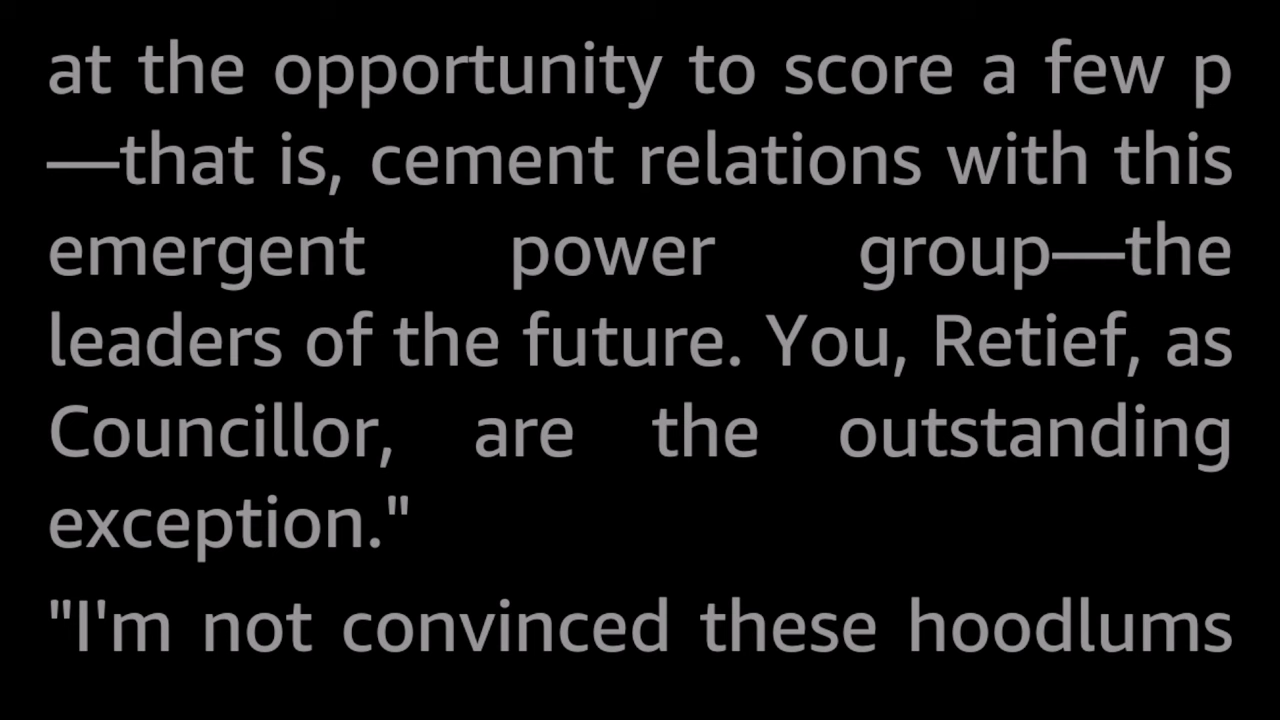 at the opportunity to score a few p
—that is, cement relations with this
emergent power group—the
leaders of the future. You, Retief, as
Councillor, are the outstanding
exception."
"I'm not convinced these hoodlums